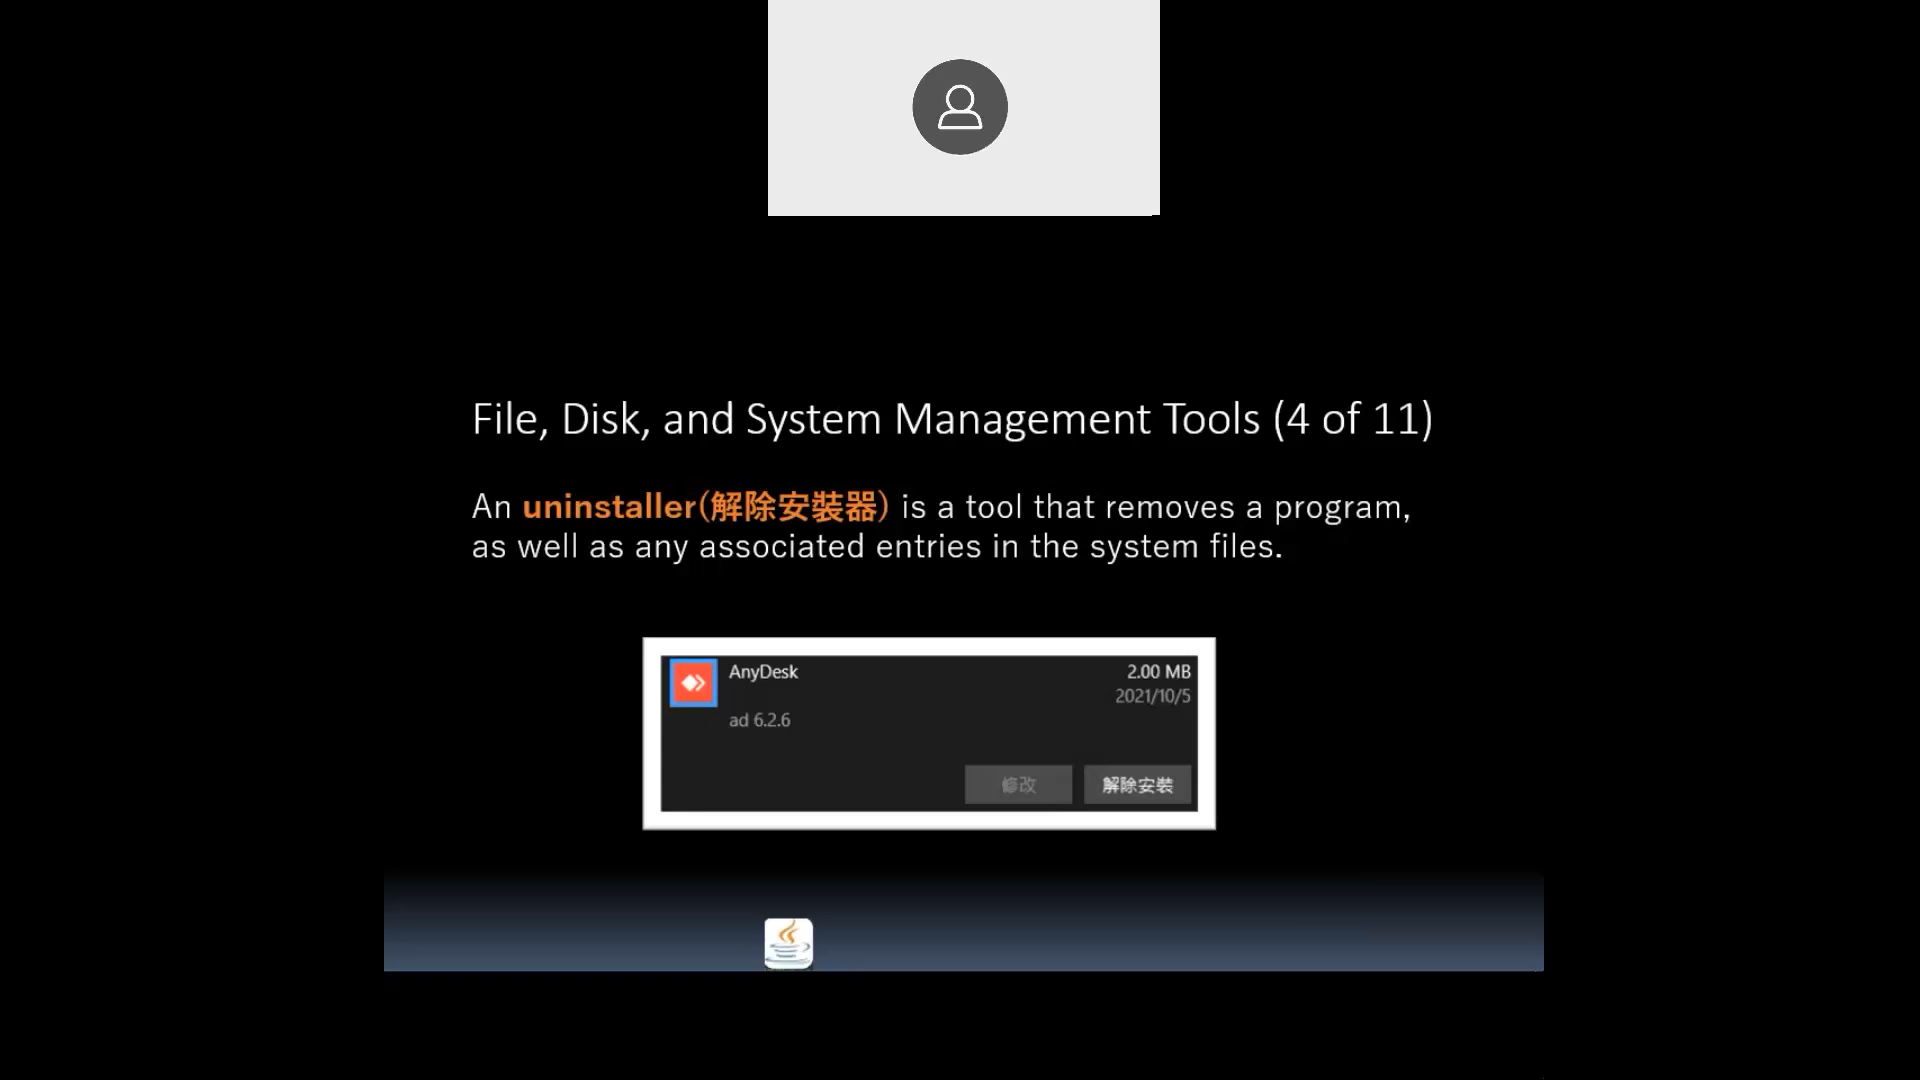 File, Disk, and System Management Tools (4 of 11)
An uninstaller(解除安裝器) is a tool that removes a program,
as well as any associated entries in the system files.
AnyDesk 2.00 MB
2021/10/5
ad 6.2.6
修改 解除安裝